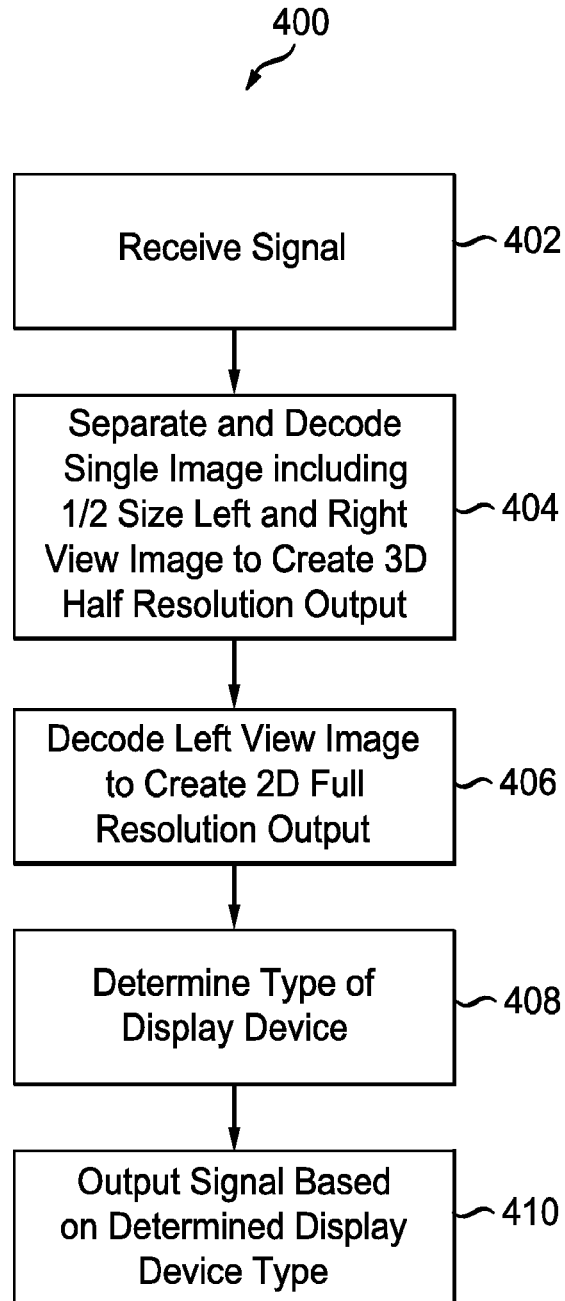 400
Receive Signal
402
Separate and Decode
Single Image including
1/2 Size Left and Right
View Image to Create 3D
Half Resolution Output
404
Decode Left View Image
to Create 2D Full
Resolution Output
406
Determine Type of
Display Device
408
Output Signal Based
on Determined Display
Device Type
410